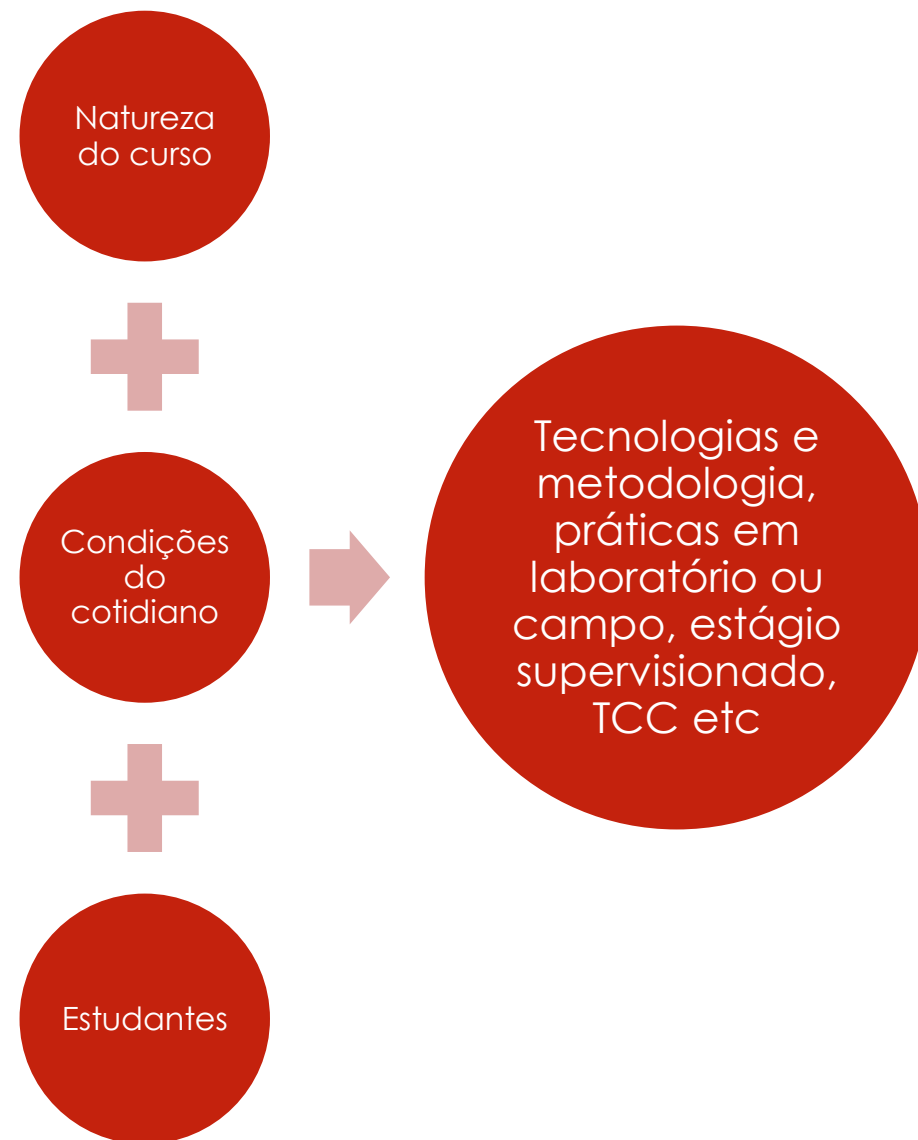 Natureza
do curso
Condições
do
cotidiano
Estudantes
Tecnologias e
metodologia,
práticas em
laboratório ou
campo, estágio
supervisionado,
TCC etc